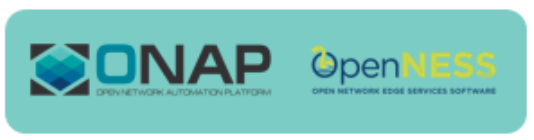 ONAP
OPEN NETWORK AUTOMATION PLATFORM
OpenNESS
OPEN NETWORK EDGE SERVICES SOFTWARE